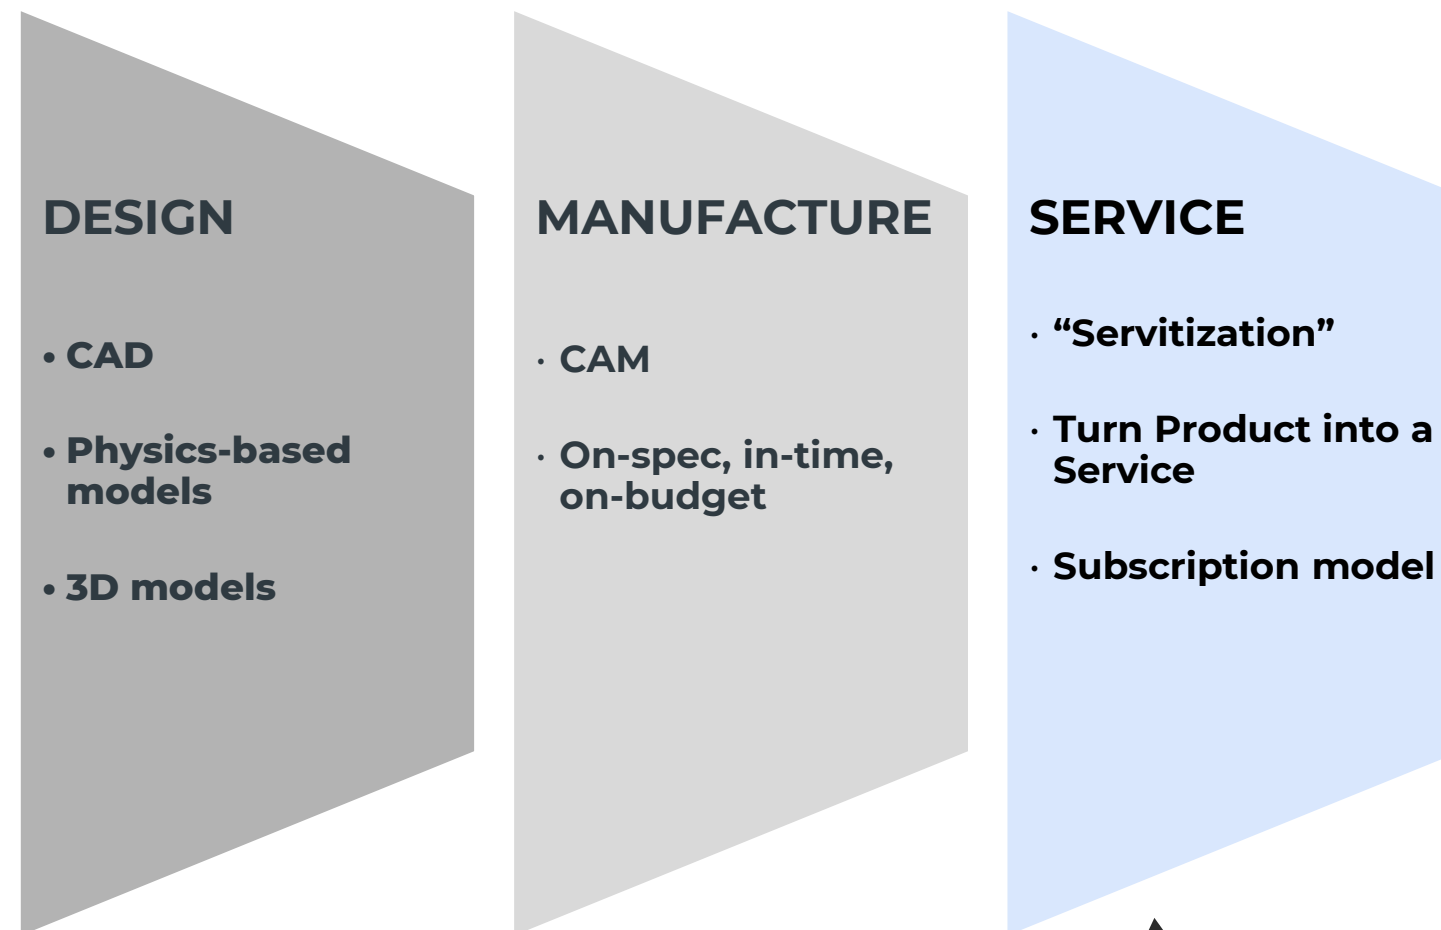 DESIGN
• CAD
• Physics-based
models
• 3D models
MANUFACTURE
· CAM
· On-spec, in-time,
on-budget
SERVICE
· “Servitization”
· Turn Product into a
Service
· Subscription model